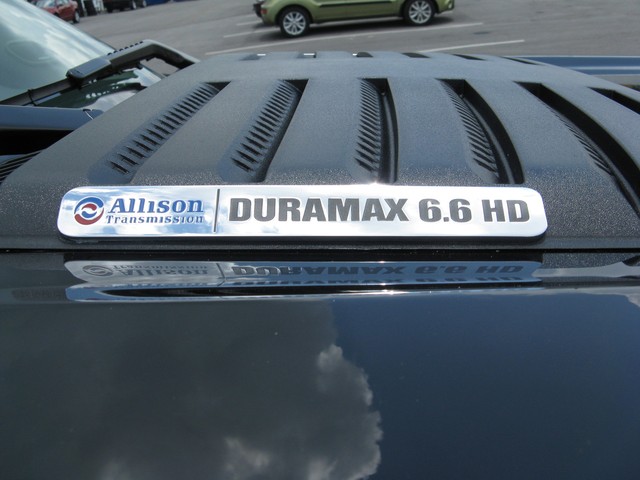 Allison
Transmission
DURAMAX 6.6 HD